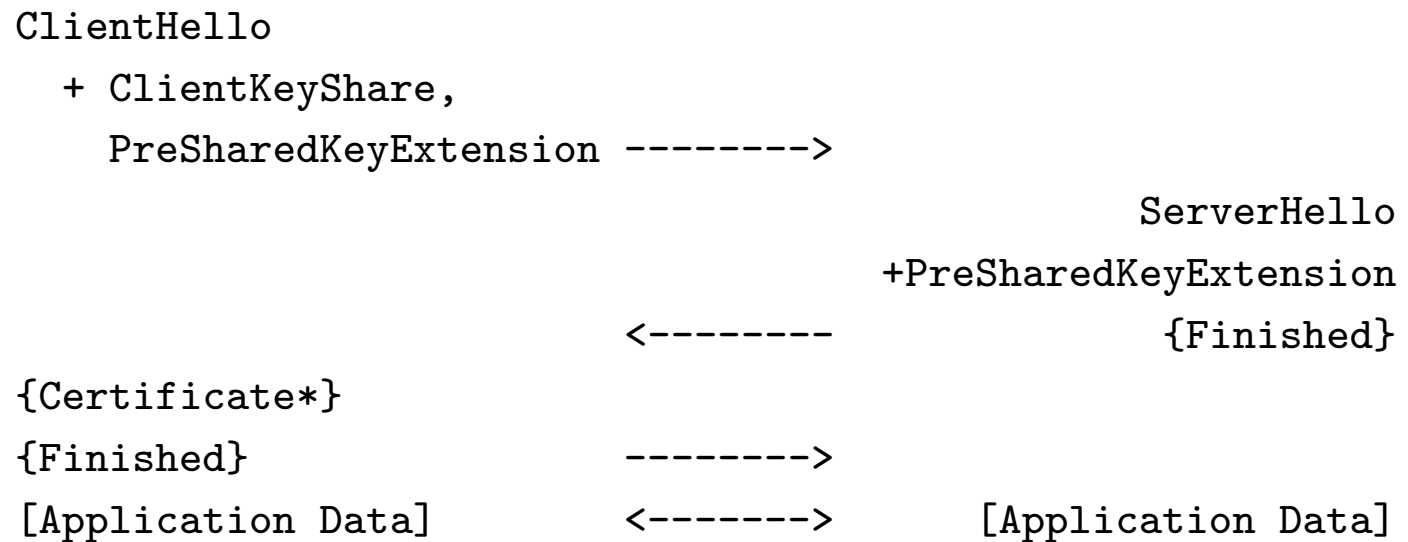 ClientHello
  + ClientKeyShare,
    PreSharedKeyExtension -------->
                                                ServerHello
                                     +PreSharedKeyExtension
                          <--------              {Finished}
{Certificate*}
{Finished}                -------->
[Application Data]        <------->      [Application Data]